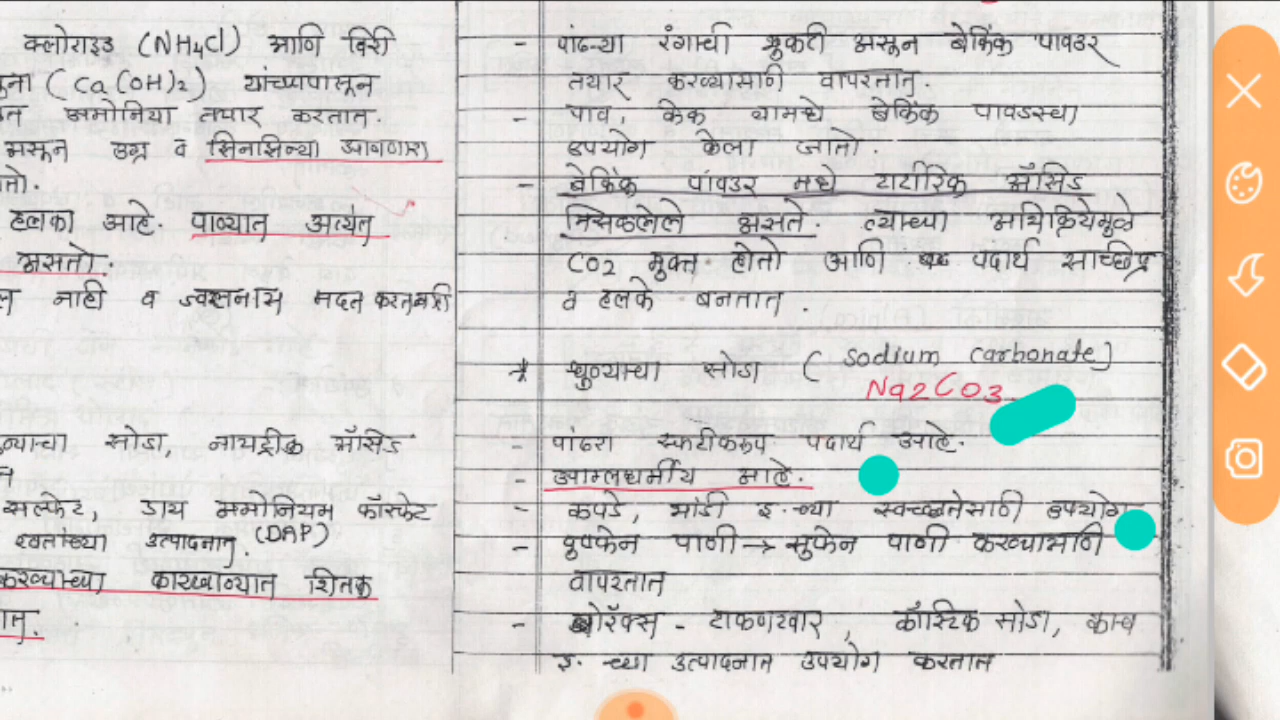 क्लोराइड (NH4Cl) आणि विरी
चुना (Ca(OH)2) यांच्यापासून
अमोनिया तयार करतात.
असून उग्र व सिनसिन्या आणणारा
हलका आहे. पाण्यात अत्यंत
असतो.
नाही व ज्वलनास मदत करत नाही
सोडा, नायट्रीक ॲसिड
सल्फेट, डाय अमोनियम फॉस्फेट
खतांच्या उत्पादनात. (DAP)
करण्याच्या कारखान्यात शितक
- पांढऱ्या रंगाची भुकटी असून बेकिंक पावडर
तयार करण्यासाठी वापरतात.
- पाव, केक यामध्ये बेकिंक पावडरचा
उपयोग केला जातो.
- बेकिंक पावडर मध्ये टार्टारिक ॲसिड
मिसळलेले असते. त्याच्या अभिक्रियेमुळे
CO2 मुक्त होतो आणि पदार्थ सच्छिद्र
व हलके बनतात.
* धुण्याचा सोडा (Sodium Carbonate)
Na2CO3
- पांढरा स्फटीकरूप पदार्थ आहे.
- आम्लधर्मीय आहे.
- कपडे, भांडी इ. च्या स्वच्छतेसाठी उपयोग
- दुष्फेन पाणी → सुफेन पाणी करण्यासाठी
वापरतात
- बोरॅक्स - टाकणखार, कॉस्टिक सोडा, काच
इ. च्या उत्पादनात उपयोग करतात